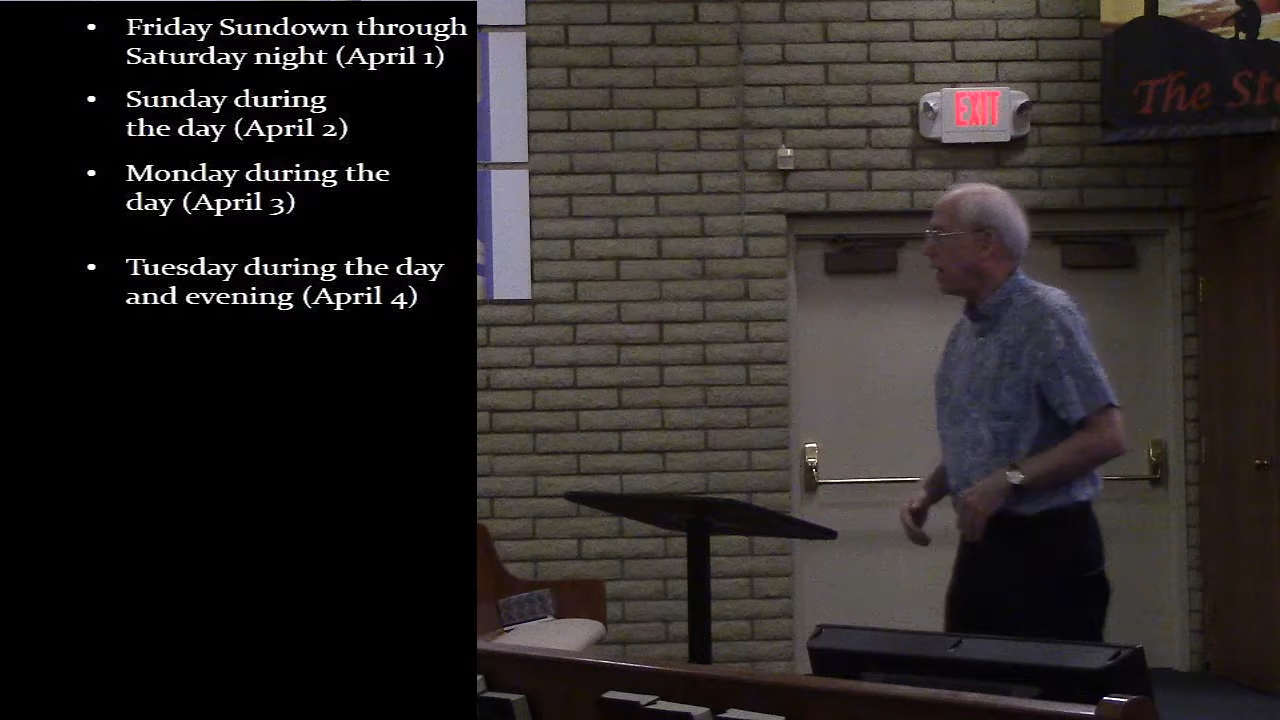 • Friday Sundown through
Saturday night (April 1)
• Sunday during
the day (April 2)
• Monday during the
day (April 3)
• Tuesday during the day
and evening (April 4)
EXIT
The